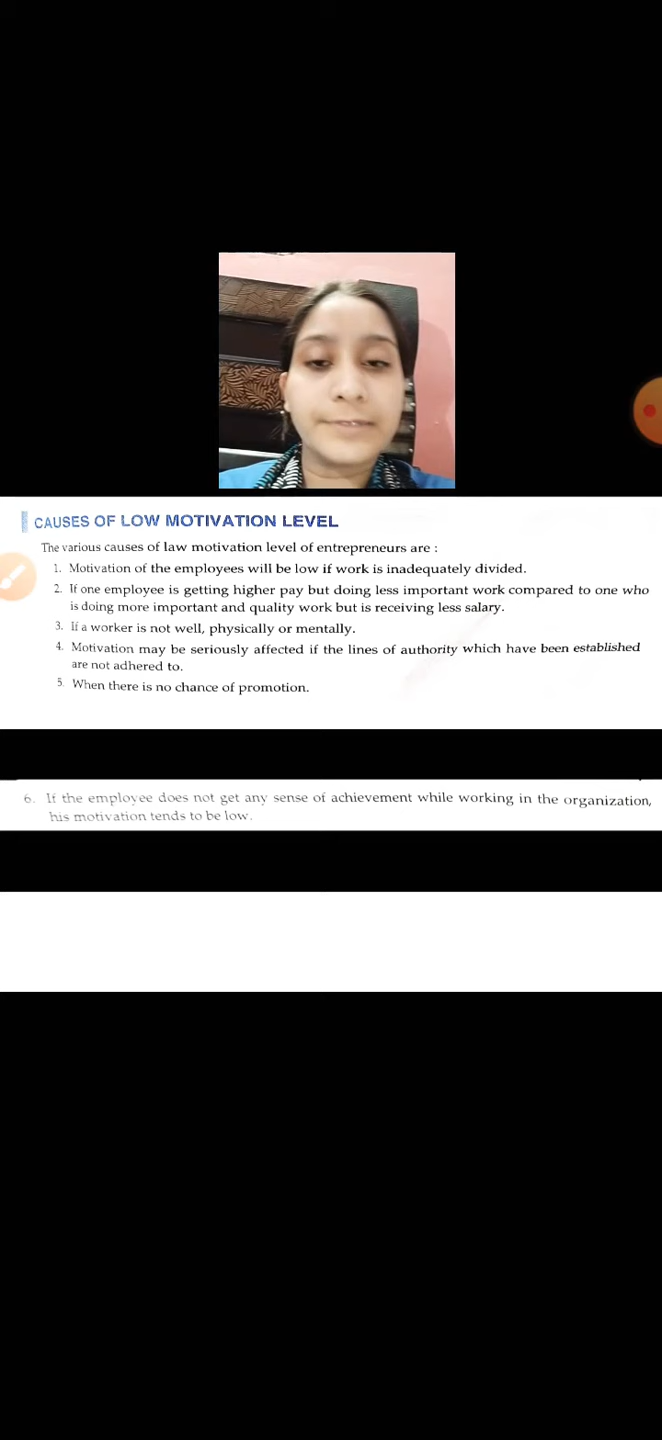 CAUSES OF LOW MOTIVATION LEVEL
The various causes of law motivation level of entrepreneurs are :
1. Motivation of the employees will be low if work is inadequately divided.
2. If one employee is getting higher pay but doing less important work compared to one who
is doing more important and quality work but is receiving less salary.
3. If a worker is not well, physically or mentally.
4. Motivation may be seriously affected if the lines of authority which have been established
are not adhered to.
5. When there is no chance of promotion.
6. If the employee does not get any sense of achievement while working in the organization,
his motivation tends to be low.